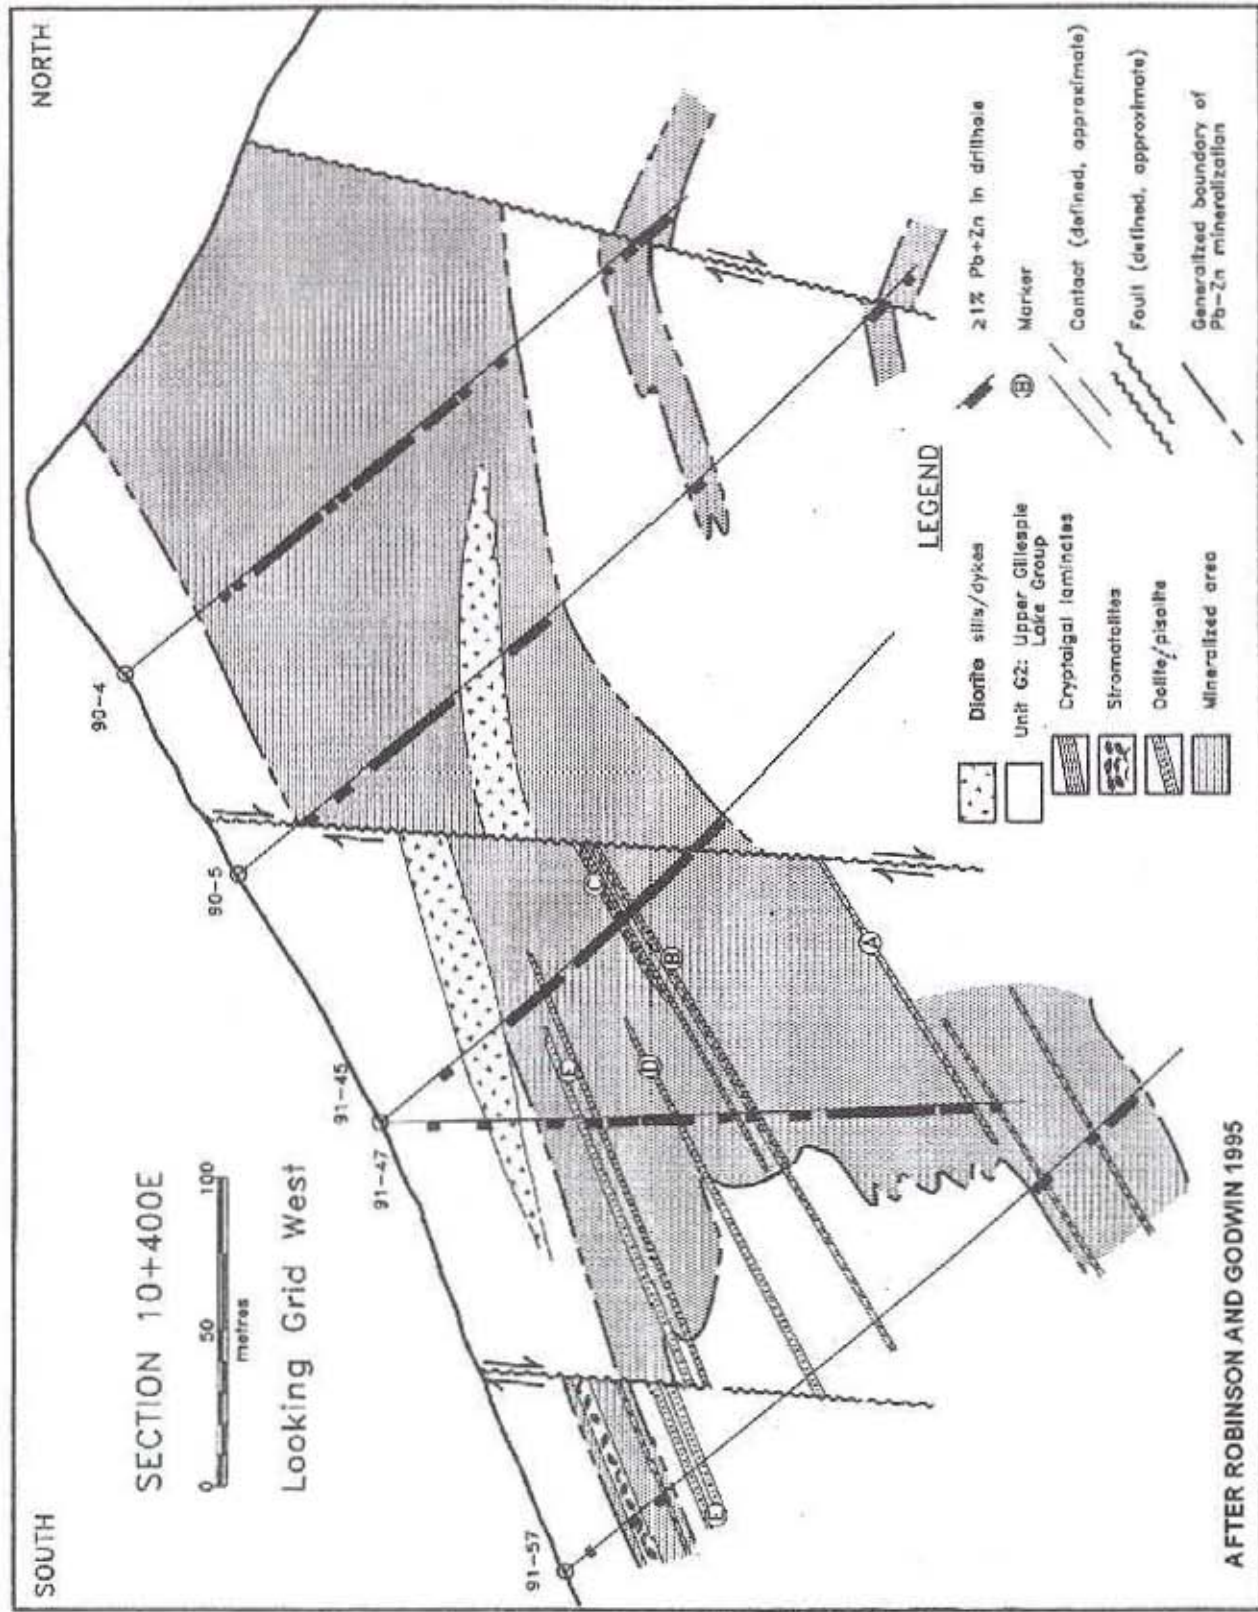 SOUTH
NORTH
SECTION 10+400E
0 50 100
metres
Looking Grid West
91-57
91-47
91-45
90-5
90-4
E
E
D
C
B
A
LEGEND
Diorite sills/dykes
Unit G2: Upper Gillespie
Lake Group
Cryptalgal laminates
Stromatolites
Oolite/pisolite
Mineralized area
≥1% Pb+Zn in drillhole
B
Marker
Contact (defined, approximate)
Fault (defined, approximate)
Generalized boundary of
Pb-Zn mineralization
AFTER ROBINSON AND GODWIN 1995